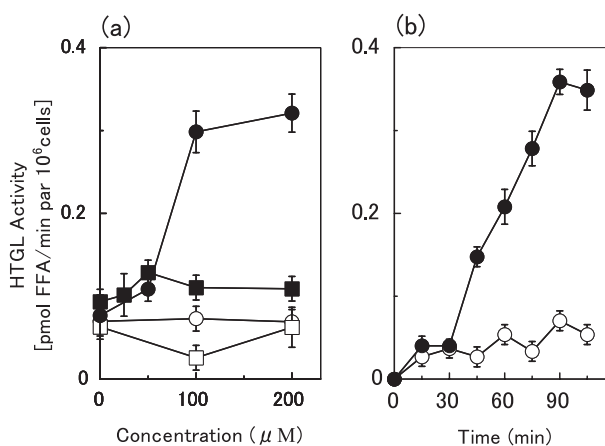 (a)
(b)
HTGL Activity
[pmol FFA/min par 10⁶cells]
0.4
0.2
0
0 100 200
Concentration (μM)
0.4
0.2
0
0 30 60 90
Time (min)